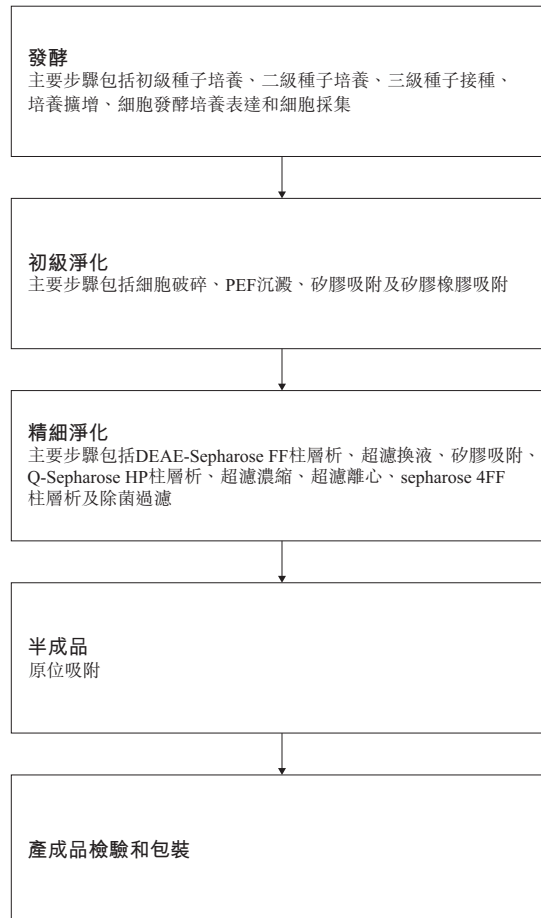 發酵
主要步驟包括初級種子培養、二級種子培養、三級種子接種、
培養擴增、細胞發酵培養表達和細胞採集
初級淨化
主要步驟包括細胞破碎、PEF沉澱、矽膠吸附及矽膠橡膠吸附
精細淨化
主要步驟包括DEAE-Sepharose FF柱層析、超濾換液、矽膠吸附、
Q-Sepharose HP柱層析、超濾濃縮、超濾離心、sepharose 4FF
柱層析及除菌過濾
半成品
原位吸附
產成品檢驗和包裝